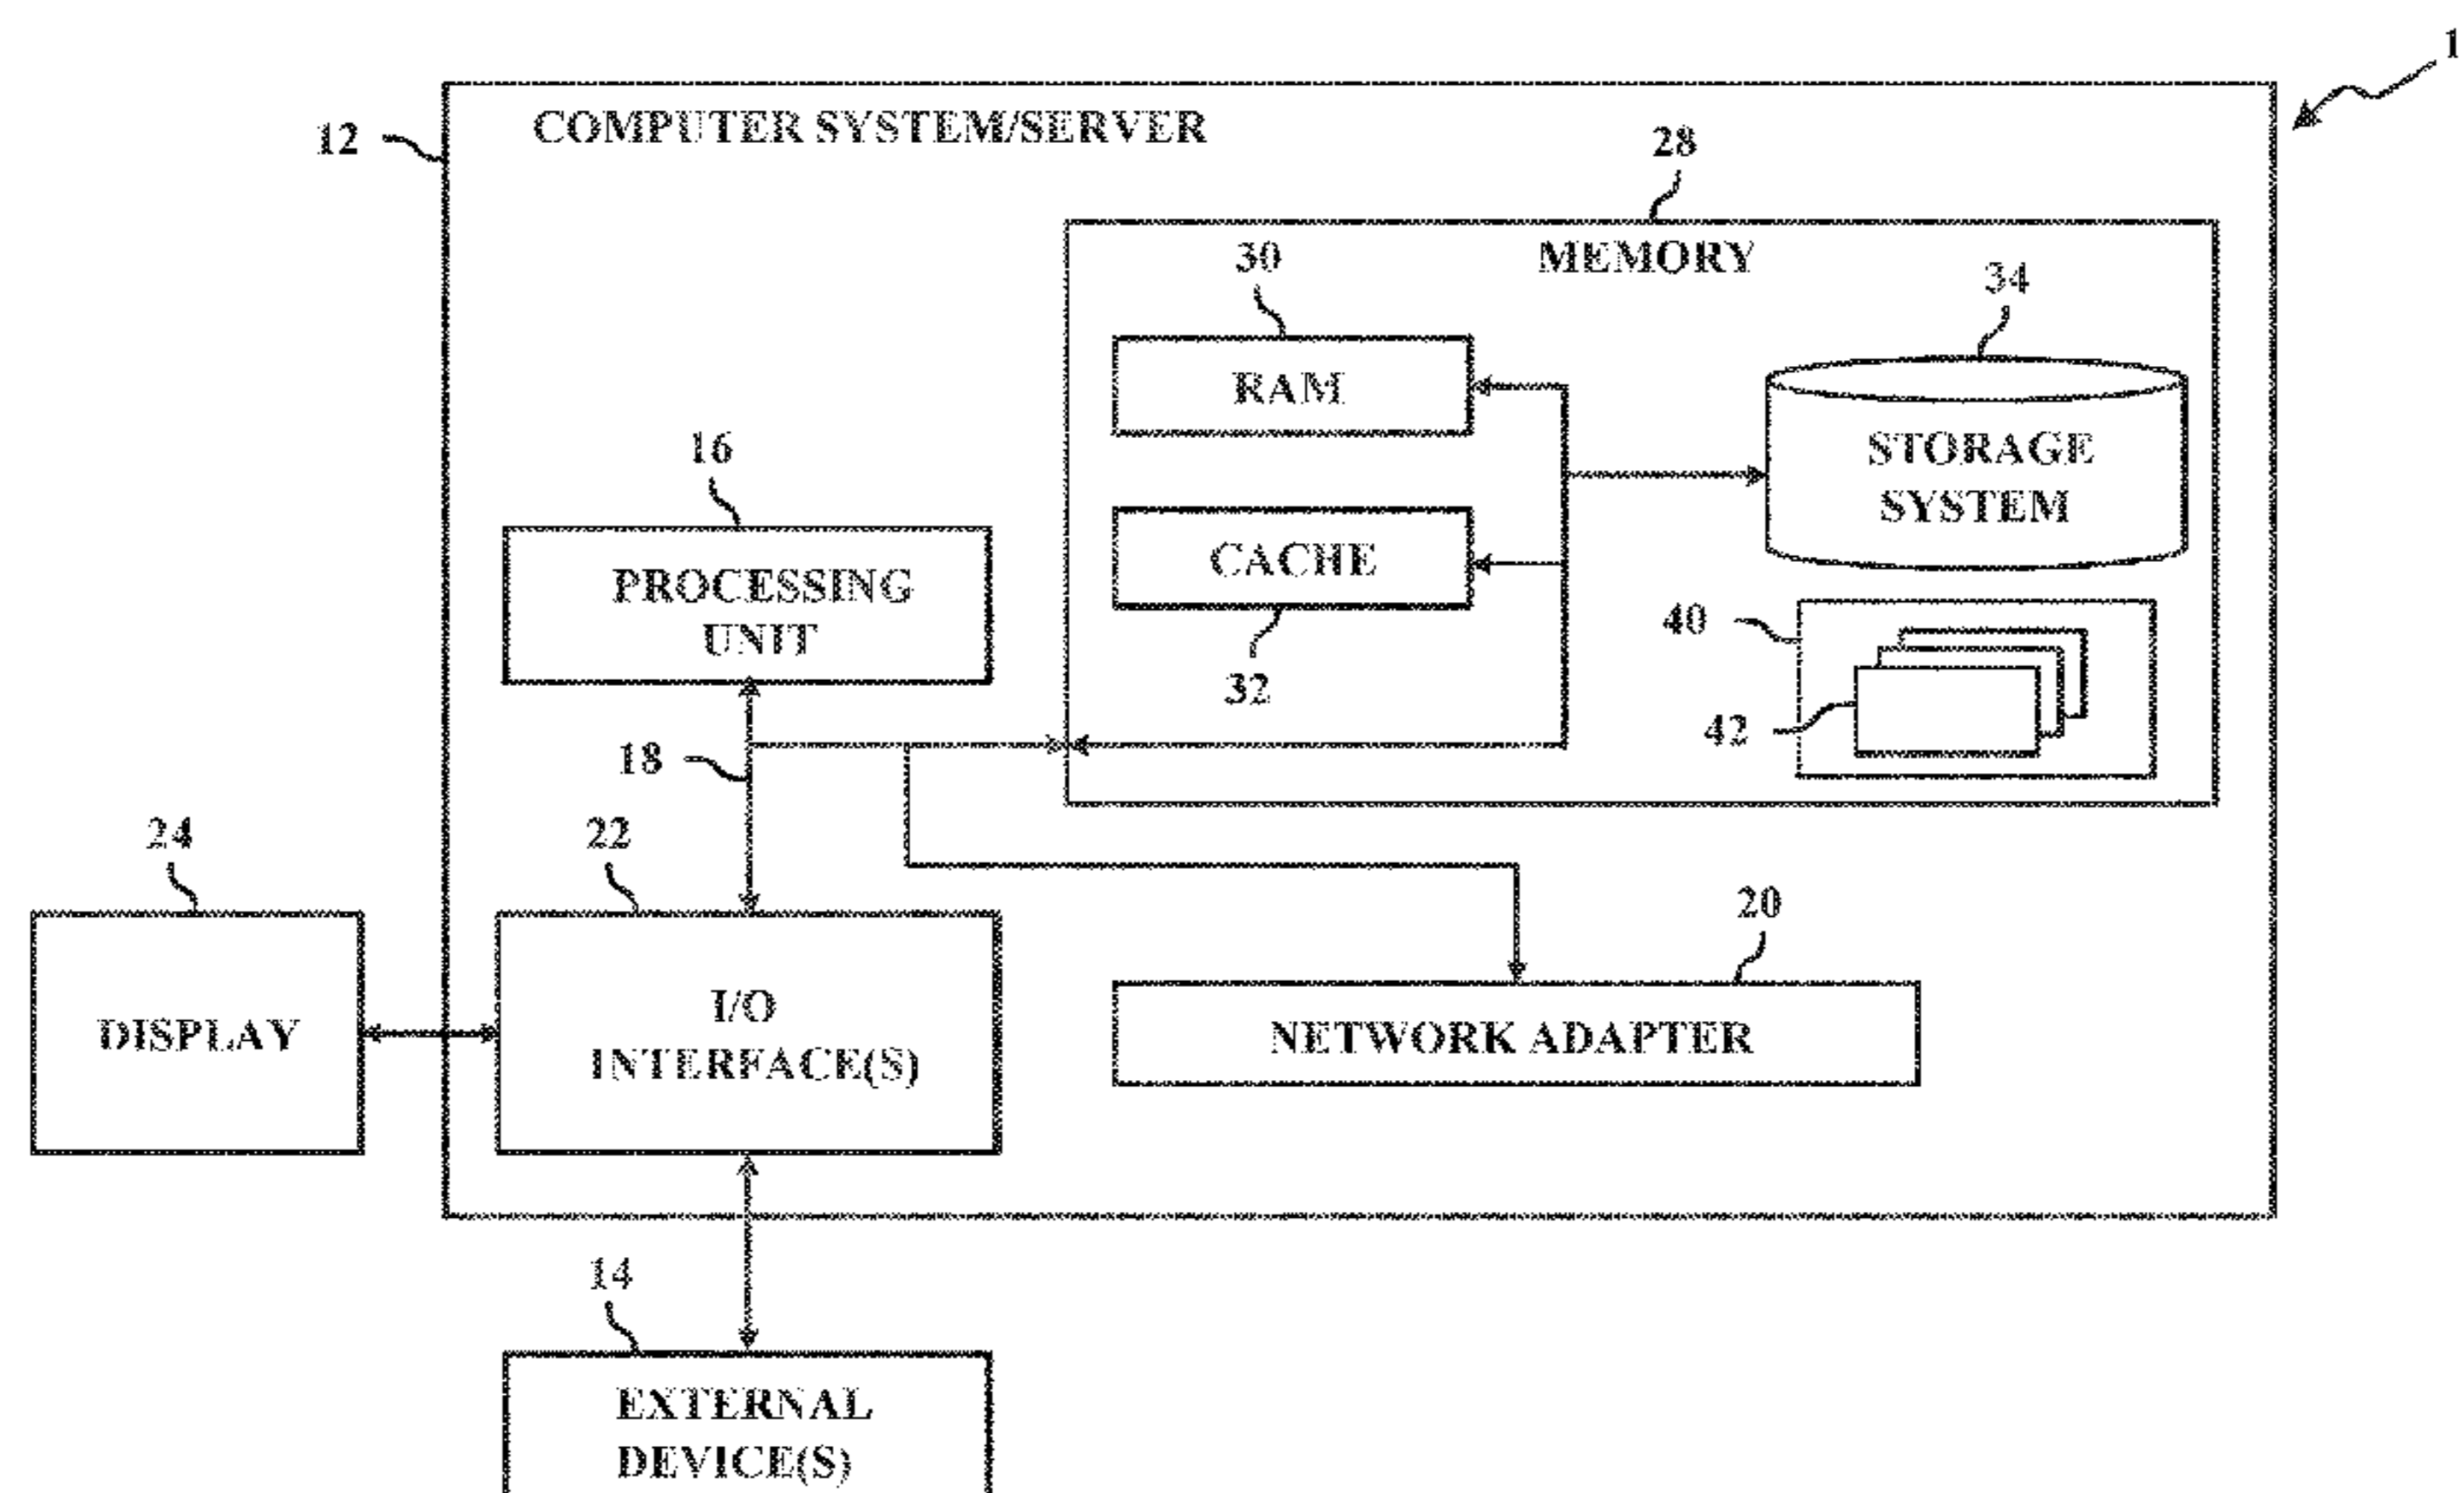 1
12
COMPUTER SYSTEM/SERVER
28
MEMORY
30
34
RAM
16
STORAGE
SYSTEM
CACHE
PROCESSING
UNIT
40
32
42
18
24
22
20
DISPLAY
I/O
INTERFACE(S)
NETWORK ADAPTER
14
EXTERNAL
DEVICE(S)